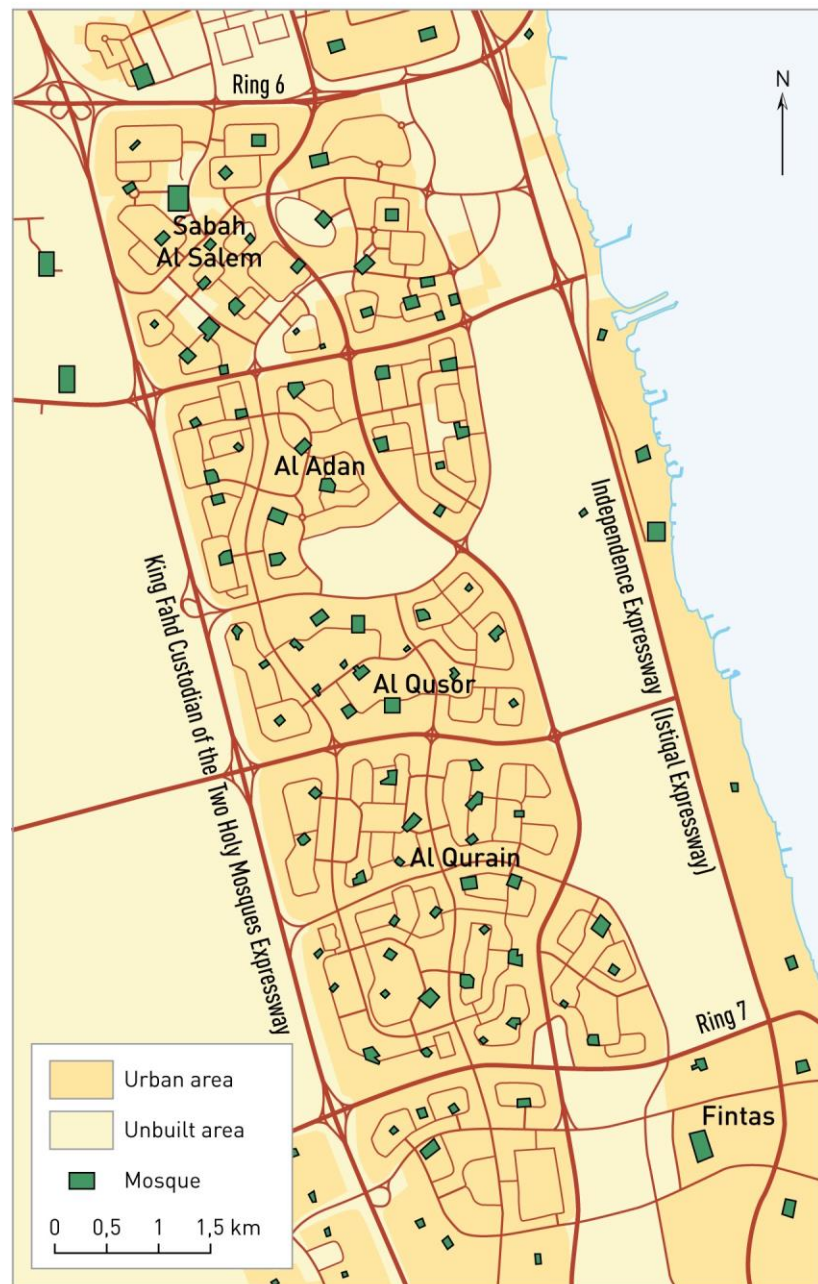 N
Ring 6
Sabah
Al Salem
Al Adan
Independence Expressway
(Istiqal Expressway)
King Fahd Custodian of the Two Holy Mosques Expressway
Al Qusor
Al Qurain
Ring 7
Fintas
Urban area
Unbuilt area
Mosque
0 0,5 1 1,5 km